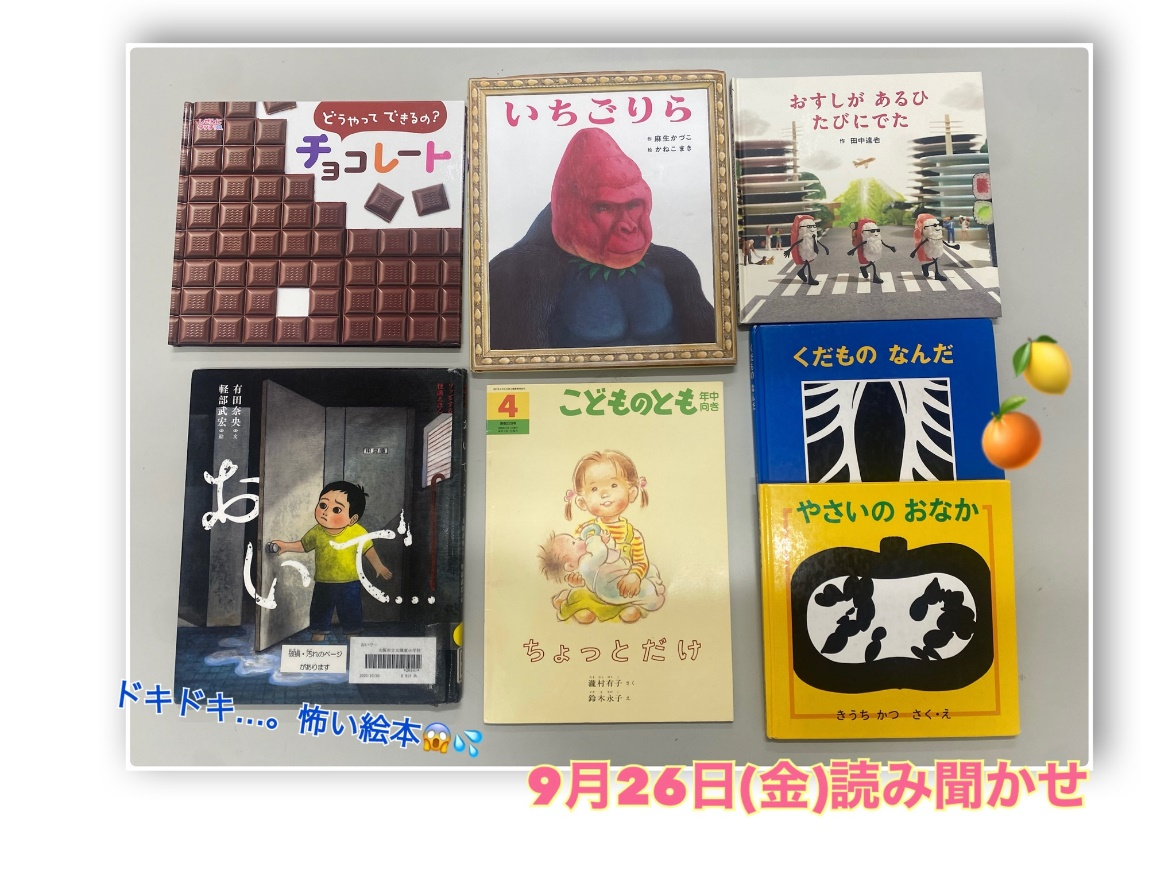 どうやって できるの?
チョコレート
いちごりら
作 麻生かづこ
絵 かねこまき
おすしが あるひ
たびにでた
作 田中達也
有田奈央 文
軽部武宏 絵
おいで…
破損・汚れのページ
があります
4
こどものとも 年中向き
ちょっとだけ
瀧村有子 さく
鈴木永子 え
くだもの なんだ
やさいの おなか
きうち かつ さく・え
ドキドキ…。怖い絵本
9月26日(金)読み聞かせ